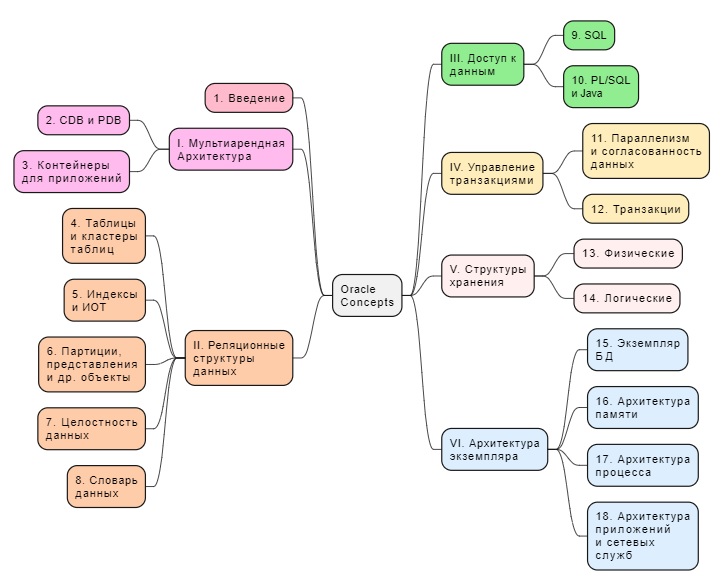 Oracle
Concepts
1. Введение
I. Мультиарендная
Архитектура
2. CDB и PDB
3. Контейнеры
для приложений
II. Реляционные
структуры
данных
4. Таблицы
и кластеры
таблиц
5. Индексы
и ИОТ
6. Партиции,
представления
и др. объекты
7. Целостность
данных
8. Словарь
данных
III. Доступ к
данным
9. SQL
10. PL/SQL
и Java
IV. Управление
транзакциями
11. Параллелизм
и согласованность
данных
12. Транзакции
V. Структуры
хранения
13. Физические
14. Логические
VI. Архитектура
экземпляра
15. Экземпляр
БД
16. Архитектура
памяти
17. Архитектура
процесса
18. Архитектура
приложений
и сетевых
служб